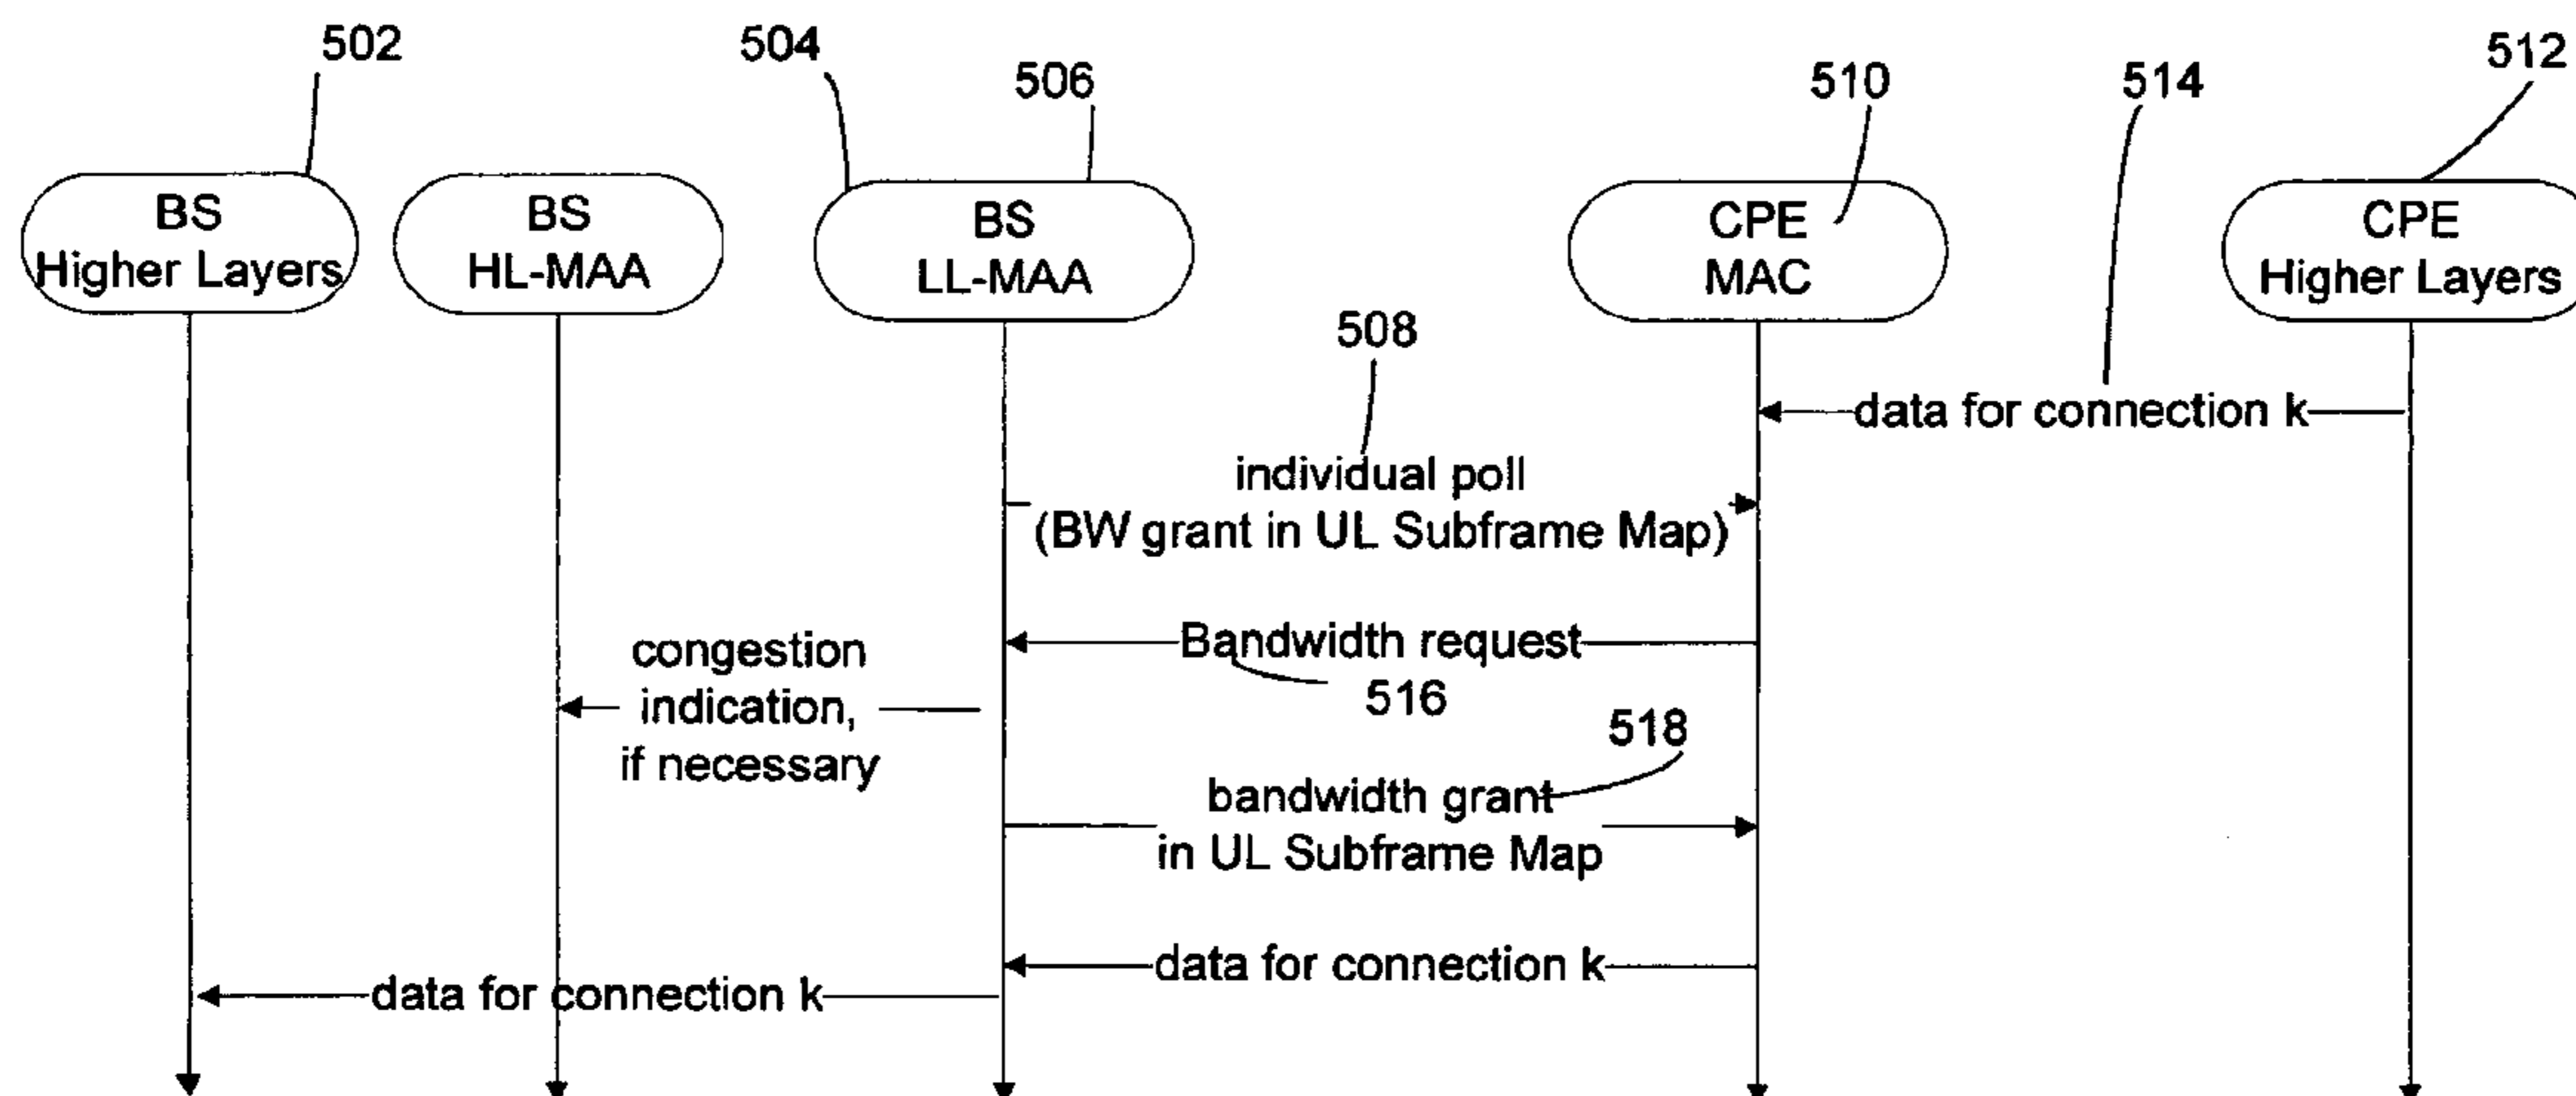 502
504
506
510
514
512
BS
Higher Layers
BS
HL-MAA
BS
LL-MAA
CPE
MAC
CPE
Higher Layers
508
data for connection k
individual poll
(BW grant in UL Subframe Map)
Bandwidth request
516
congestion
indication,
if necessary
518
bandwidth grant
in UL Subframe Map
data for connection k
data for connection k